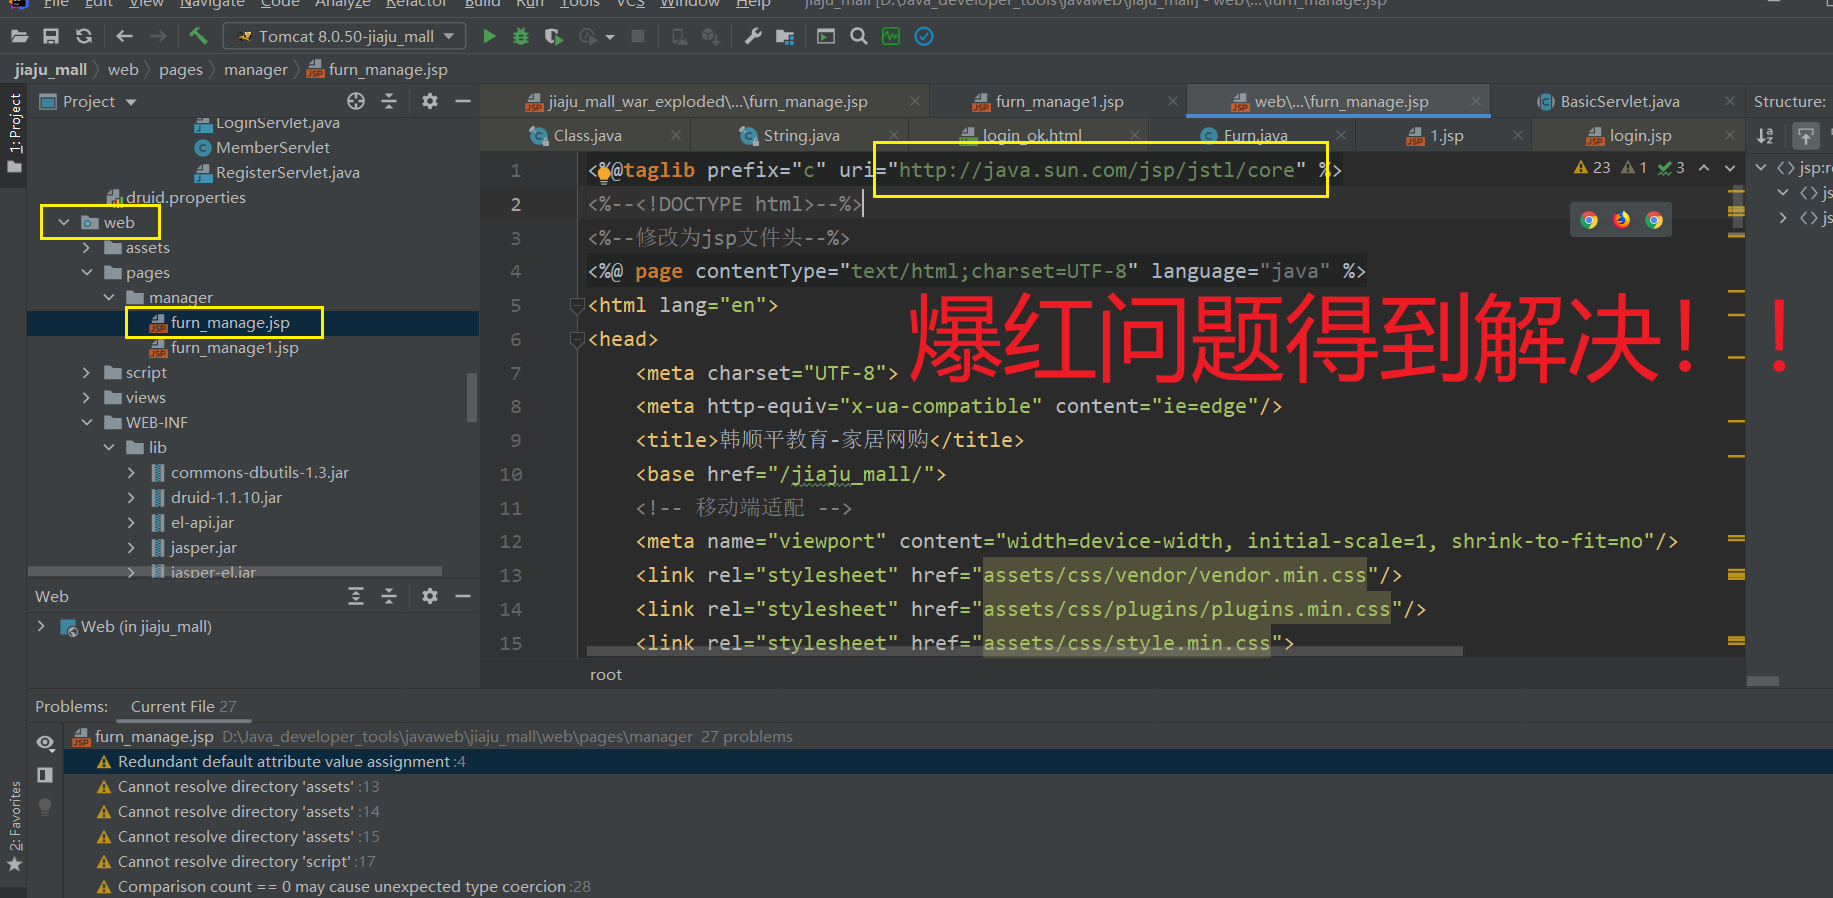 File Edit View Navigate Code Analyze Refactor Build Run Tools VCS Window Help jiaju_mall [D:\Java_developer_tools\javaweb\jiaju_mall] - web\...\furn_manage.jsp
Tomcat 8.0.50-jiaju_mall
jiaju_mall web pages manager furn_manage.jsp
1: Project
Project
LoginServlet.java
MemberServlet
RegisterServlet.java
druid.properties
web
assets
pages
manager
furn_manage.jsp
furn_manage1.jsp
script
views
WEB-INF
lib
commons-dbutils-1.3.jar
druid-1.1.10.jar
el-api.jar
jasper.jar
jasper-el.jar
Web
Web (in jiaju_mall)
jiaju_mall_war_exploded\...\furn_manage.jsp furn_manage1.jsp web\...\furn_manage.jsp BasicServlet.java
Class.java String.java login_ok.html Furn.java 1.jsp login.jsp
Structure:
jsp:r
js
js
23 1 3
1 <%@taglib prefix="c" uri="http://java.sun.com/jsp/jstl/core" %>
2 <%--<!DOCTYPE html>--%>
3 <%--修改为jsp文件头--%>
4 <%@ page contentType="text/html;charset=UTF-8" language="java" %>
5 <html lang="en">
6 <head>
爆红问题得到解决！！
7 <meta charset="UTF-8">
8 <meta http-equiv="x-ua-compatible" content="ie=edge"/>
9 <title>韩顺平教育-家居网购</title>
10 <base href="/jiaju_mall/">
11 <!-- 移动端适配 -->
12 <meta name="viewport" content="width=device-width, initial-scale=1, shrink-to-fit=no"/>
13 <link rel="stylesheet" href="assets/css/vendor/vendor.min.css"/>
14 <link rel="stylesheet" href="assets/css/plugins/plugins.min.css"/>
15 <link rel="stylesheet" href="assets/css/style.min.css">
root
Problems: Current File 27
furn_manage.jsp D:\Java_developer_tools\javaweb\jiaju_mall\web\pages\manager 27 problems
Redundant default attribute value assignment :4
Cannot resolve directory 'assets' :13
Cannot resolve directory 'assets' :14
Cannot resolve directory 'assets' :15
Cannot resolve directory 'script' :17
Comparison count == 0 may cause unexpected type coercion :28
2: Favorites